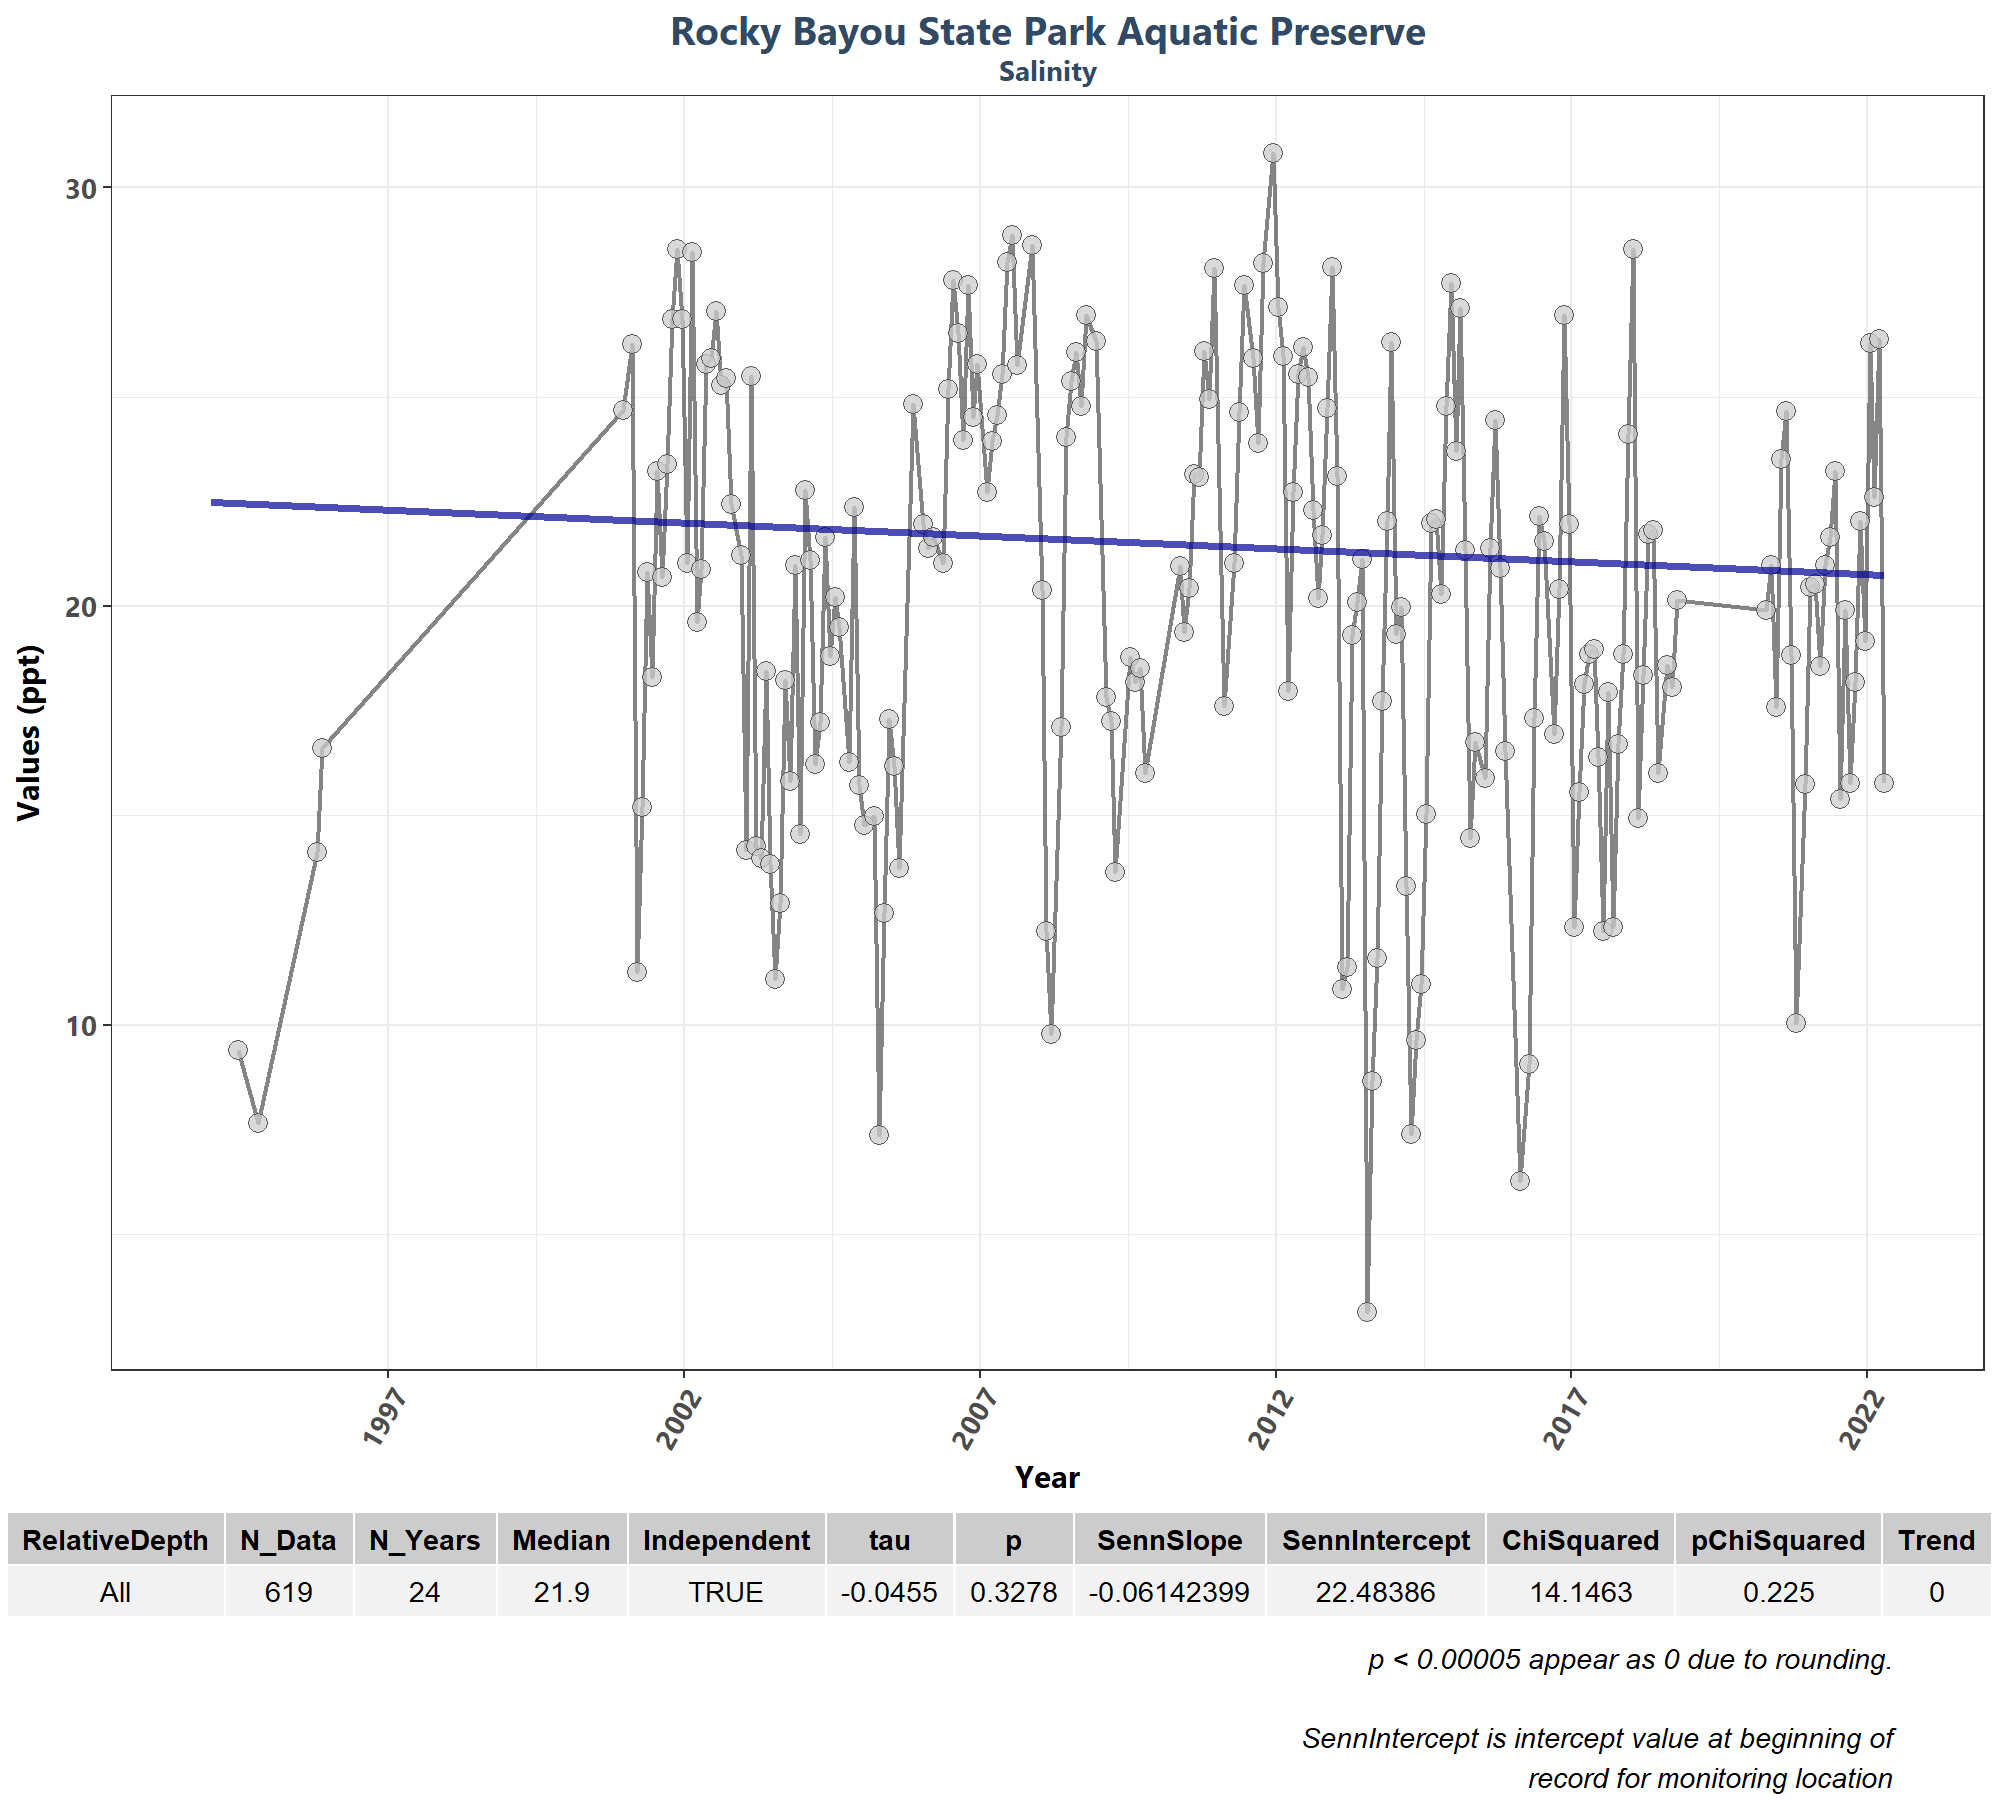 Rocky Bayou State Park Aquatic Preserve
Salinity
30
20
10
Values (ppt)
1997
2002
2007
2012
2017
2022
Year
RelativeDepth N_Data N_Years Median Independent tau p SennSlope SennIntercept ChiSquared pChiSquared Trend
All 619 24 21.9 TRUE -0.0455 0.3278 -0.06142399 22.48386 14.1463 0.225 0
p < 0.00005 appear as 0 due to rounding.
SennIntercept is intercept value at beginning of
record for monitoring location